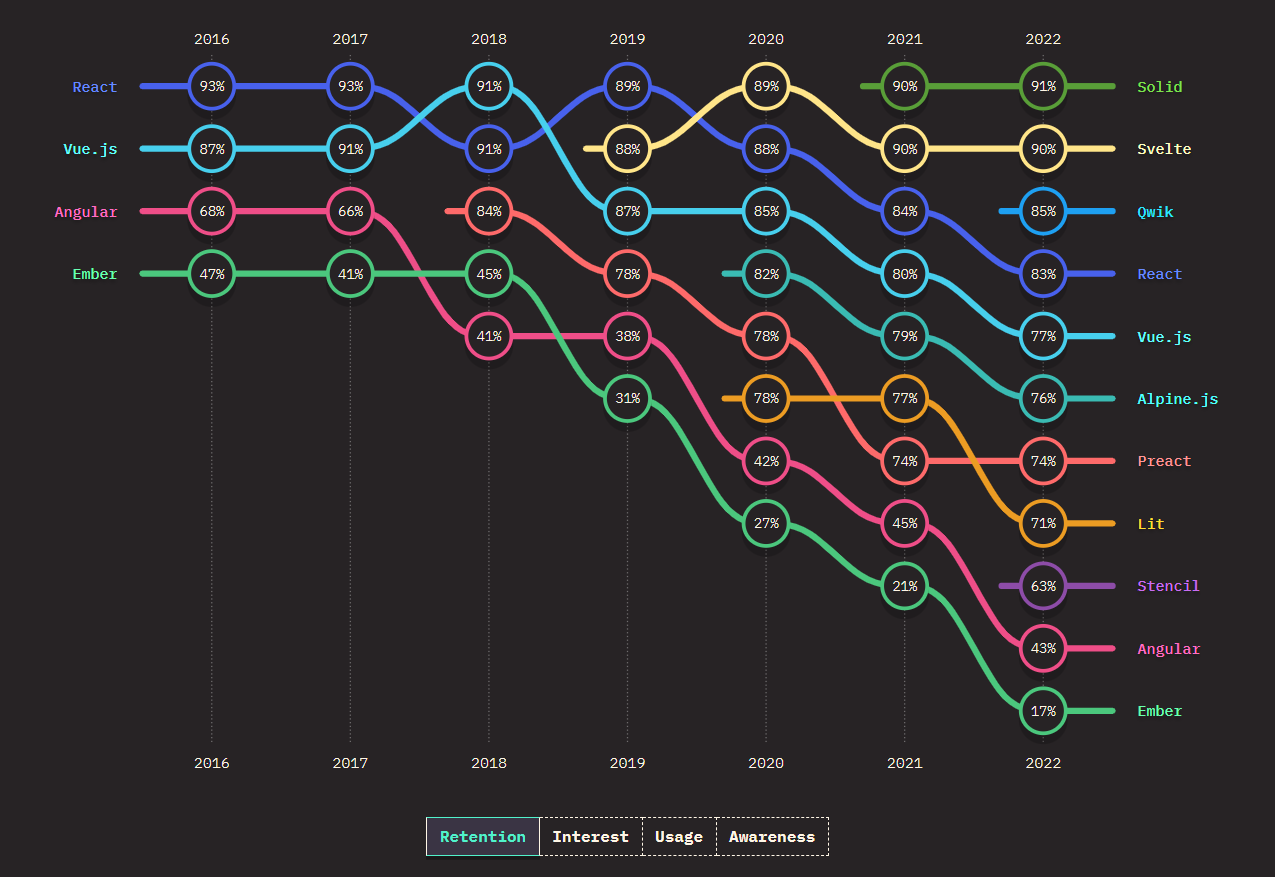 2016 2017 2018 2019 2020 2021 2022
React 93% 93% 91% 89% 89% 90% 91% Solid
Vue.js 87% 91% 91% 88% 88% 90% 90% Svelte
Angular 68% 66% 84% 87% 85% 84% 85% Qwik
Ember 47% 41% 45% 78% 82% 80% 83% React
41% 38% 78% 79% 77% Vue.js
31% 78% 77% 76% Alpine.js
42% 74% 74% Preact
27% 45% 71% Lit
21% 63% Stencil
43% Angular
17% Ember
2016 2017 2018 2019 2020 2021 2022
Retention Interest Usage Awareness